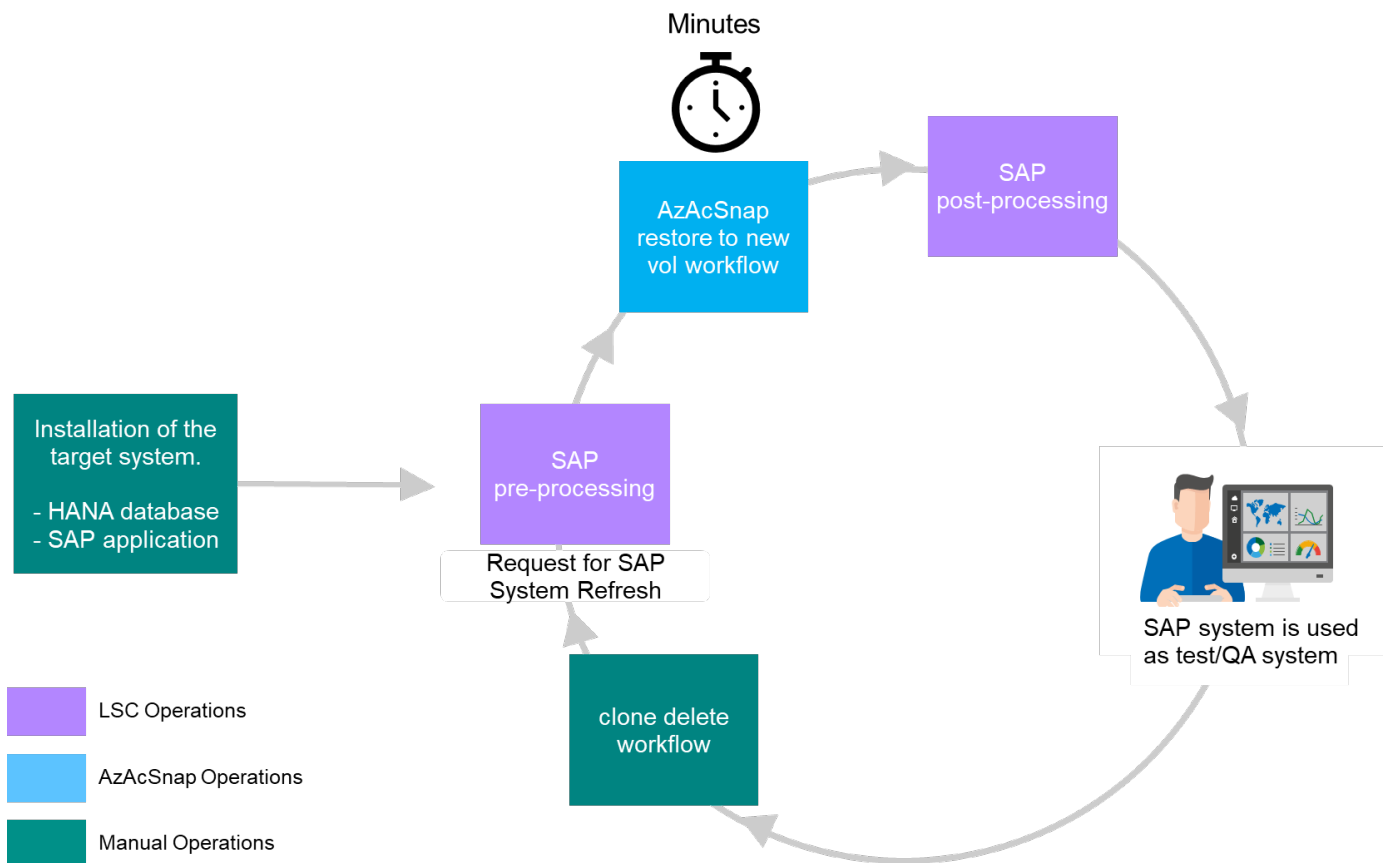 Minutes
AzAcSnap
restore to new
vol workflow
SAP
post-processing
Installation of the
target system.
- HANA database
- SAP application
SAP
pre-processing
Request for SAP
System Refresh
SAP system is used
as test/QA system
clone delete
workflow
LSC Operations
AzAcSnap Operations
Manual Operations